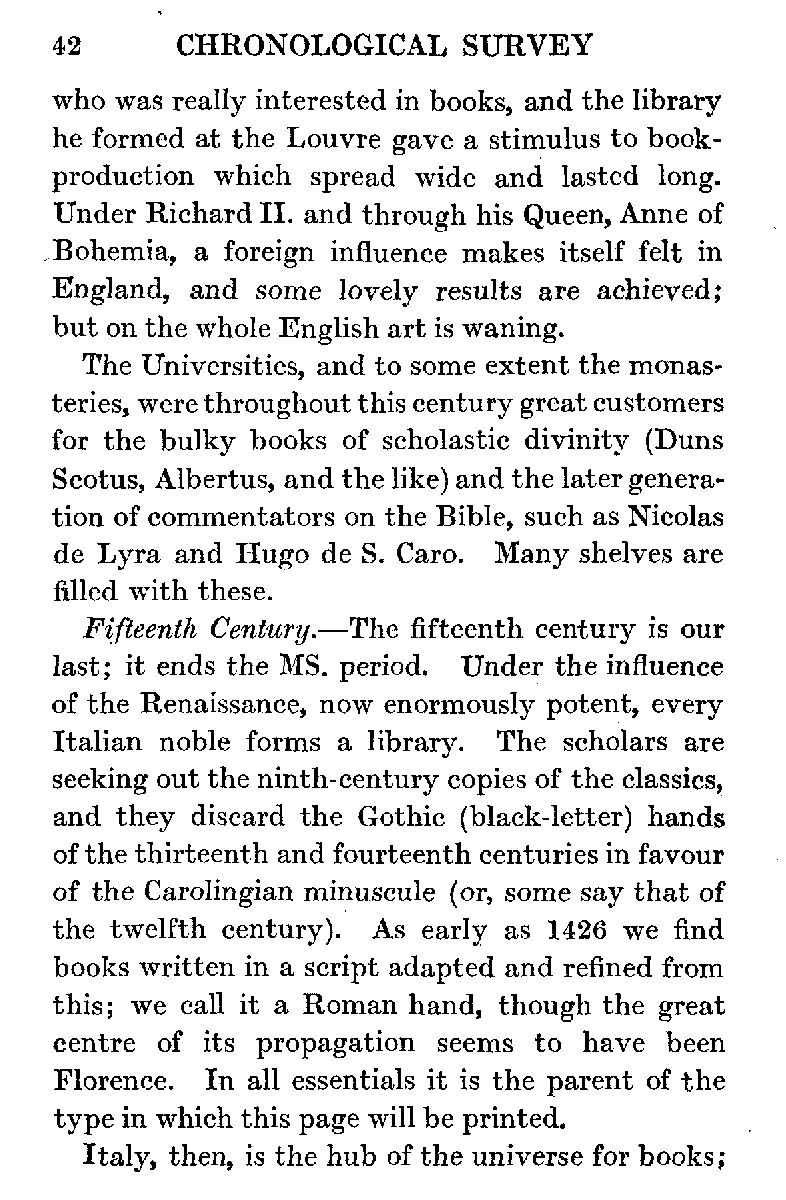 42 CHRONOLOGICAL SURVEY
who was really interested in books, and the library
he formed at the Louvre gave a stimulus to book-
production which spread wide and lasted long.
Under Richard II. and through his Queen, Anne of
Bohemia, a foreign influence makes itself felt in
England, and some lovely results are achieved;
but on the whole English art is waning.
The Universities, and to some extent the monas-
teries, were throughout this century great customers
for the bulky books of scholastic divinity (Duns
Scotus, Albertus, and the like) and the later genera-
tion of commentators on the Bible, such as Nicolas
de Lyra and Hugo de S. Caro. Many shelves are
filled with these.
Fifteenth Century.—The fifteenth century is our
last; it ends the MS. period. Under the influence
of the Renaissance, now enormously potent, every
Italian noble forms a library. The scholars are
seeking out the ninth-century copies of the classics,
and they discard the Gothic (black-letter) hands
of the thirteenth and fourteenth centuries in favour
of the Carolingian minuscule (or, some say that of
the twelfth century). As early as 1426 we find
books written in a script adapted and refined from
this; we call it a Roman hand, though the great
centre of its propagation seems to have been
Florence. In all essentials it is the parent of the
type in which this page will be printed.
Italy, then, is the hub of the universe for books;